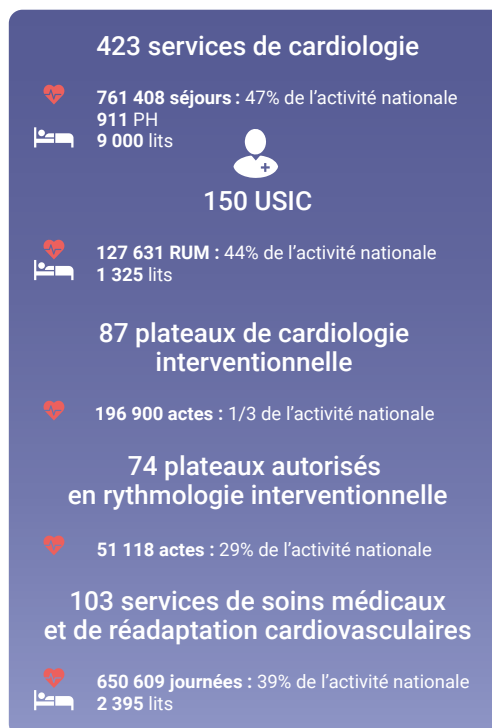 423 services de cardiologie
761 408 séjours : 47% de l’activité nationale
911 PH
9 000 lits
150 USIC
127 631 RUM : 44% de l’activité nationale
1 325 lits
87 plateaux de cardiologie
interventionnelle
196 900 actes : 1/3 de l’activité nationale
74 plateaux autorisés
en rythmologie interventionnelle
51 118 actes : 29% de l’activité nationale
103 services de soins médicaux
et de réadaptation cardiovasculaires
650 609 journées : 39% de l’activité nationale
2 395 lits